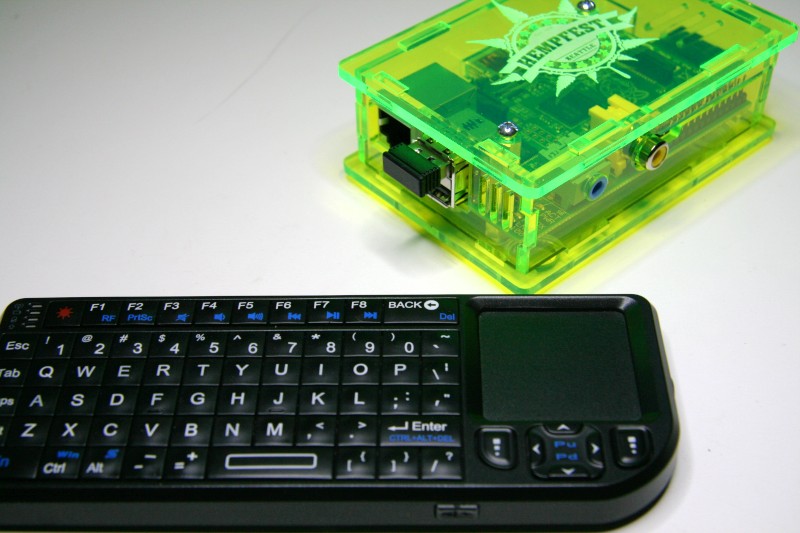 HEMPFEST
SEATTLE
F1 F2 F3 F4 F5 F6 F7 F8 BACK
RF PrtSc Del
Esc ! 1 @ 2 # 3 $ 4 % 5 ^ 6 & 7 * 8 ( 9 ) 0 ~ `
Tab Q W E R T Y U I O P \ |
A S D F G H J K L ; : , "
Z X C V B N M , < . > Enter
CTRL+ALT+DEL
Win
Ctrl Alt - _ = + [ { ] } / ?
Pu
Pd